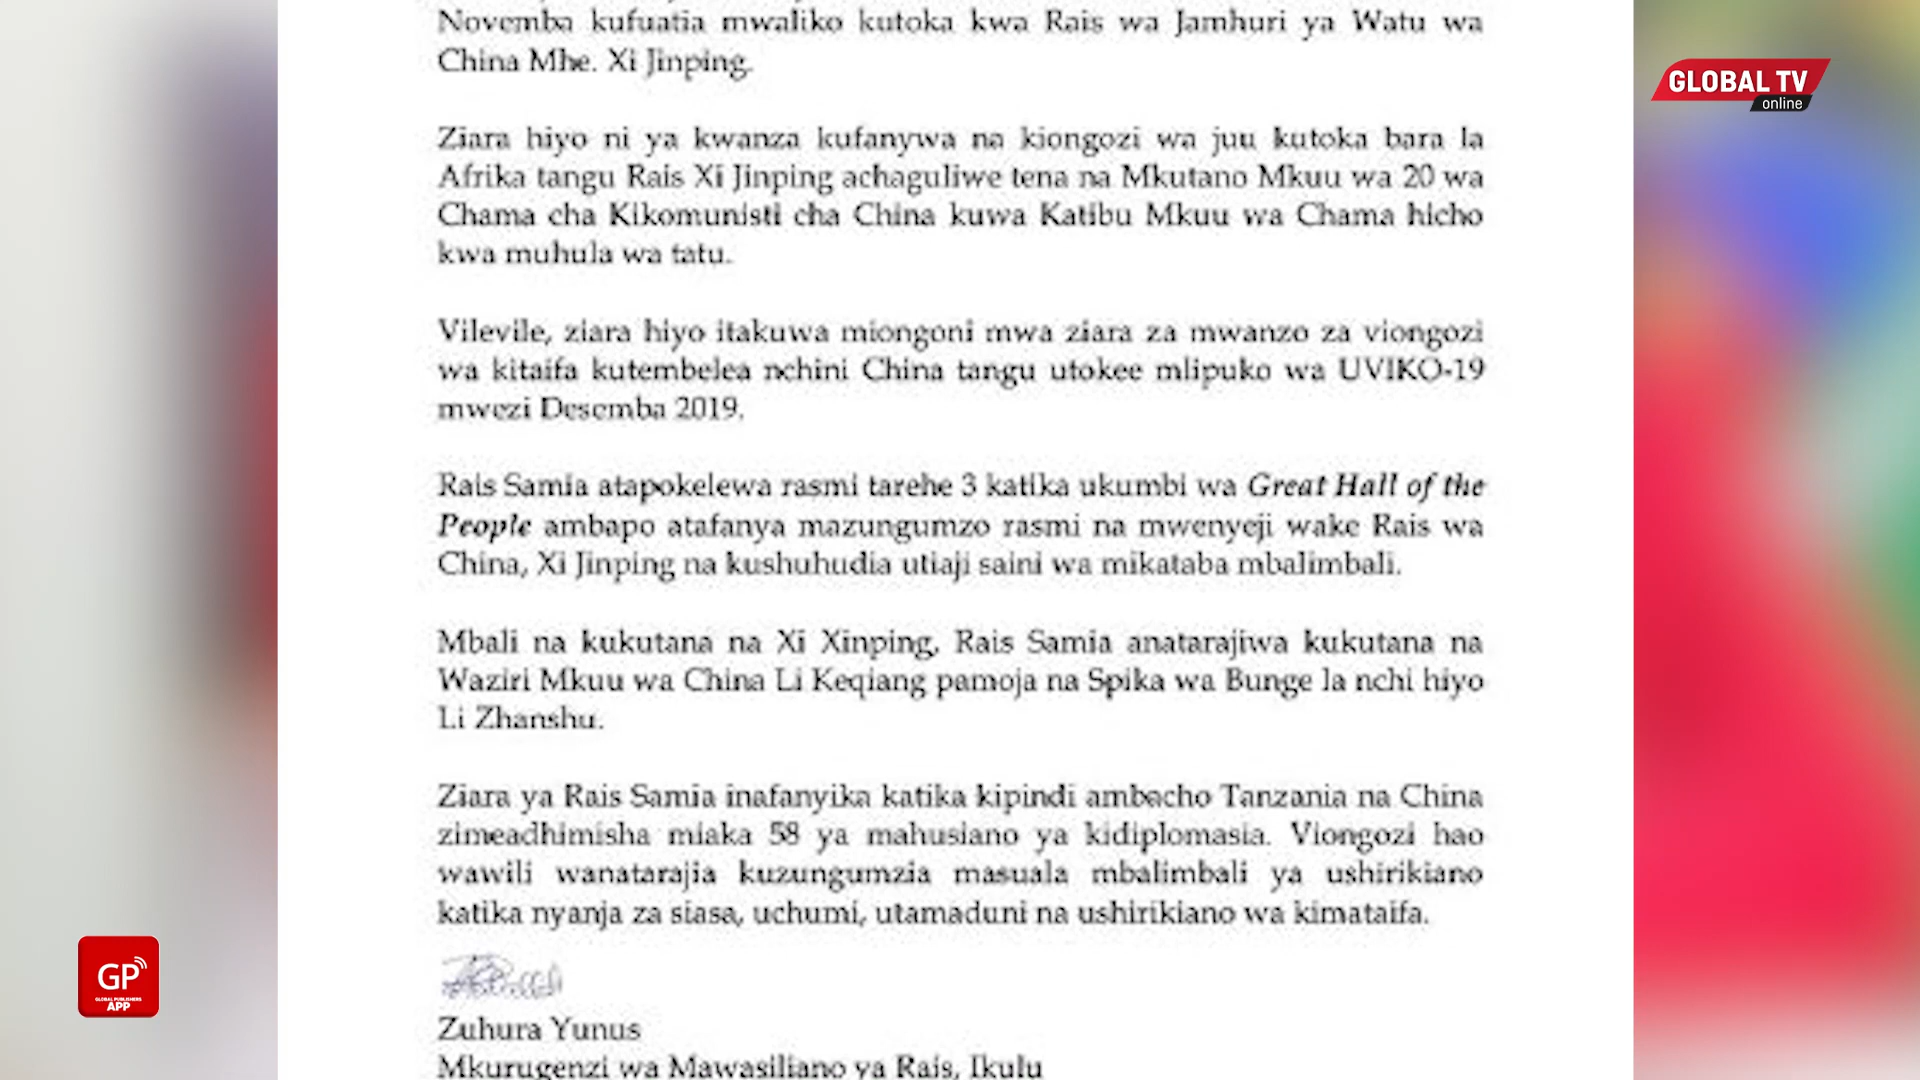 Novemba kufuatia mwaliko kutoka kwa Rais wa Jamhuri ya Watu wa
China Mhe. Xi Jinping.
Ziara hiyo ni ya kwanza kufanywa na kiongozi wa juu kutoka bara la
Afrika tangu Rais Xi Jinping achaguliwe tena na Mkutano Mkuu wa 20 wa
Chama cha Kikomunisti cha China kuwa Katibu Mkuu wa Chama hicho
kwa muhula wa tatu.
Vilevile, ziara hiyo itakuwa miongoni mwa ziara za mwanzo za viongozi
wa kitaifa kutembelea nchini China tangu utokee mlipuko wa UVIKO-19
mwezi Desemba 2019.
Rais Samia atapokelewa rasmi tarehe 3 katika ukumbi wa Great Hall of the
People ambapo atafanya mazungumzo rasmi na mwenyeji wake Rais wa
China, Xi Jinping na kushuhudia utiaji saini wa mikataba mbalimbali.
Mbali na kukutana na Xi Xinping, Rais Samia anatarajiwa kukutana na
Waziri Mkuu wa China Li Keqiang pamoja na Spika wa Bunge la nchi hiyo
Li Zhanshu.
Ziara ya Rais Samia inafanyika katika kipindi ambacho Tanzania na China
zimeadhimisha miaka 58 ya mahusiano ya kidiplomasia. Viongozi hao
wawili wanatarajia kuzungumzia masuala mbalimbali ya ushirikiano
katika nyanja za siasa, uchumi, utamaduni na ushirikiano wa kimataifa.
Zuhura Yunus
Mkurugenzi wa Mawasiliano ya Rais, Ikulu
GLOBAL TV
online
GP
GLOBAL PUBLISHERS
APP